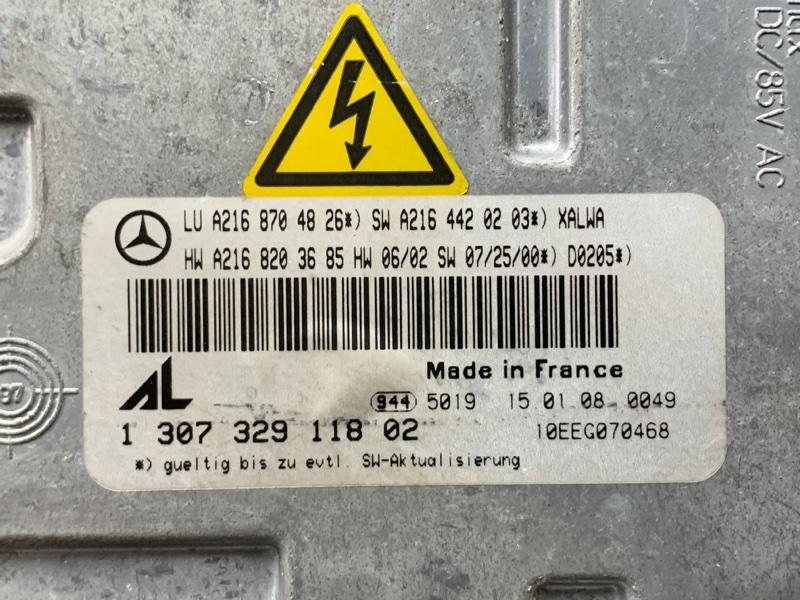 DC/85V AC
LU A216 870 48 26*) SW A216 442 02 03*) XALWA
HW A216 820 36 85 HW 06/02 SW 07/25/00*) D0205*)
AL
Made in France
944 5019 15 01 08 0049
1 307 329 118 02
10EEG070468
*) gueltig bis zu evtl. SW-Aktualisierung
97